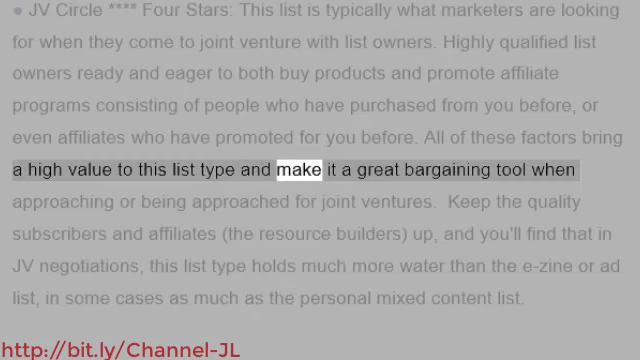 ● JV Circle **** Four Stars: This list is typically what marketers are looking
for when they come to joint venture with list owners. Highly qualified list
owners ready and eager to both buy products and promote affiliate
programs consisting of people who have purchased from you before, or
even affiliates who have promoted for you before. All of these factors bring
a high value to this list type and make it a great bargaining tool when
approaching or being approached for joint ventures.  Keep the quality
subscribers and affiliates (the resource builders) up, and you'll find that in
JV negotiations, this list type holds much more water than the e-zine or ad
list, in some cases as much as the personal mixed content list.
http://bit.ly/Channel-JL